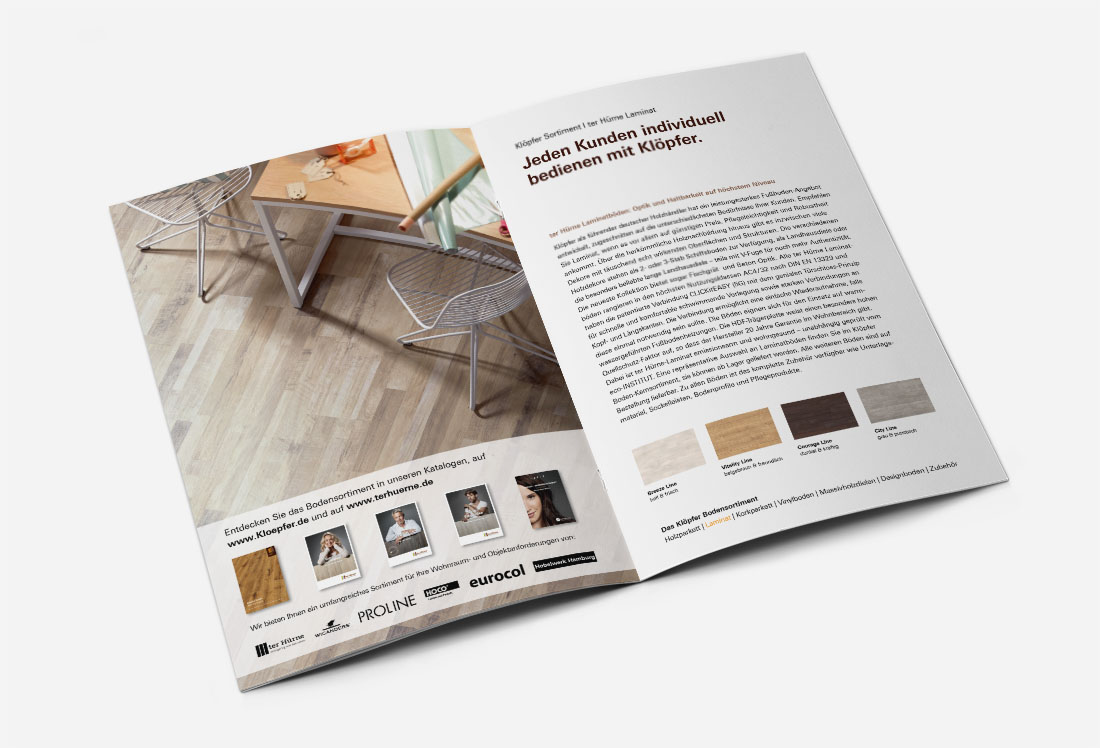 Entdecken Sie das Bodensortiment in unseren Katalogen, auf
www.Kloepfer.de und auf www.terhuerne.de
Wir bieten Ihnen ein umfangreiches Sortiment für Ihre Wohnraum- und Objektanforderungen von:
ter Hürne
WICANDERS
PROLINE
HOCO
eurocol
Hobelwerk Hamburg
Klöpfer Sortiment I ter Hürne Laminat
Jeden Kunden individuell
bedienen mit Klöpfer.
ter Hürne Laminatböden: Optik und Haltbarkeit auf höchstem Niveau
Klöpfer als führender deutscher Holzhändler hat ein leistungsstarkes Fußboden-Angebot
entwickelt, zugeschnitten auf die unterschiedlichsten Bedürfnisse Ihrer Kunden. Empfehlen
Sie Laminat, wenn es vor allem auf günstigen Preis, Pflegeleichtigkeit und Robustheit
ankommt. Über die herkömmliche Holznachbildung hinaus gibt es inzwischen viele
Dekore mit täuschend echt wirkenden Oberflächen und Strukturen. Die verschiedenen
Holzdekore stehen als 2- oder 3-Stab Schiffsboden zur Verfügung, als Landhausdiele oder
die besonders beliebte lange Landhausdiele – teils mit V-Fuge für noch mehr Authentizität.
Die neueste Kollektion bietet sogar Fischgrät und Beton Optik. Alle ter Hürne Laminat
böden rangieren in den höchsten Nutzungsklassen AC4/32 nach DIN EN 13329 und
haben die patentierte Verbindung CLICKitEASY (5G) mit dem genialen Türschloss-Prinzip
für schnelle und komfortable schwimmende Verlegung sowie starken Verbindungen an
Kopf- und Längskanten. Die Verbindung ermöglicht eine einfache Wiederaufnahme, falls
diese einmal notwendig sein sollte. Die Böden eignen sich für den Einsatz auf warm-
wassergeführten Fußbodenheizungen. Die HDF-Trägerplatte weist einen besonders hohen
Quellschutz-Faktor auf, so dass der Hersteller 20 Jahre Garantie im Wohnbereich gibt.
Dabei ist ter Hürne-Laminat emissionsarm und wohngesund – unabhängig geprüft vom
eco-INSTITUT. Eine repräsentative Auswahl an Laminatböden finden Sie im Klöpfer
Boden-Kernsortiment, sie können ab Lager geliefert werden. Alle weiteren Böden sind auf
Bestellung lieferbar. Zu allen Böden ist das komplette Zubehör verfügbar wie Unterlags-
material, Sockelleisten, Bodenprofile und Pflegeprodukte.
Breeze Line
hell & frisch
Vitality Line
beigebraun & freundlich
Courage Line
dunkel & kräftig
City Line
grau & puristisch
Das Klöpfer Bodensortiment
Holzparkett | Laminat | Korkparkett | Vinylboden | Massivholzdielen | Designboden | Zubehör